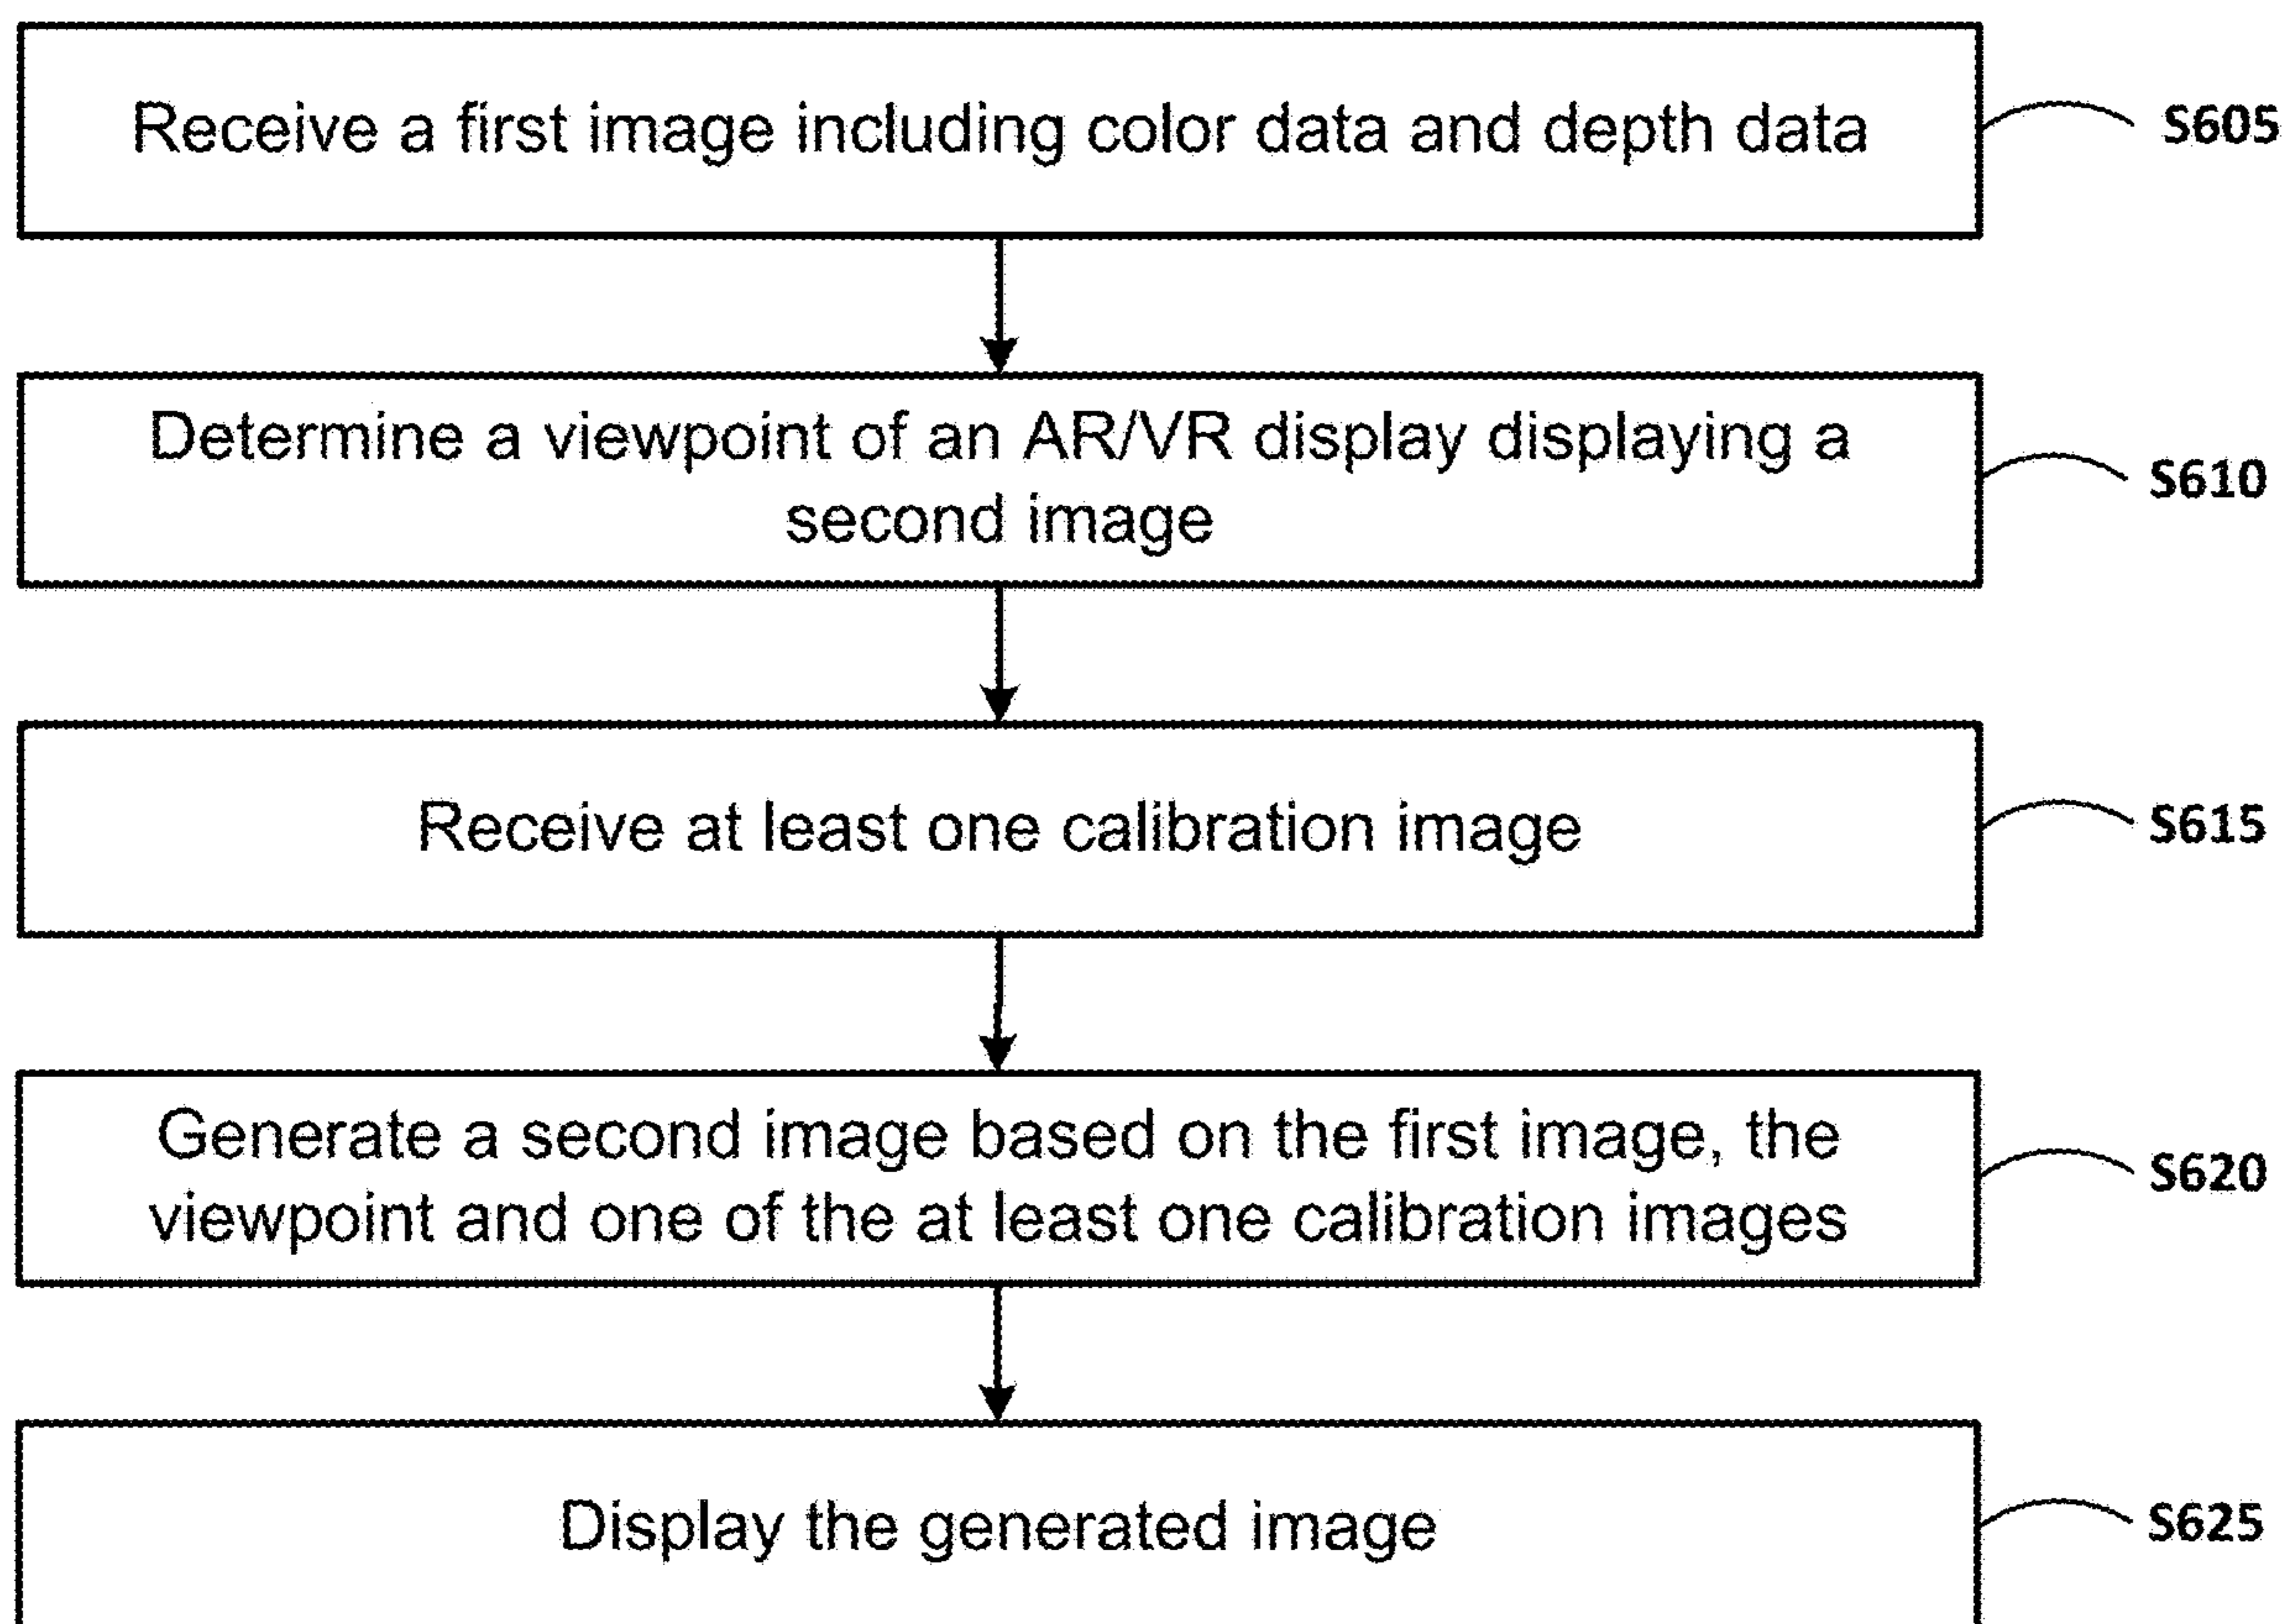 Receive a first image including color data and depth data
S605
Determine a viewpoint of an AR/VR display displaying a
second image
S610
Receive at least one calibration image
S615
Generate a second image based on the first image, the
viewpoint and one of the at least one calibration images
S620
Display the generated image
S625